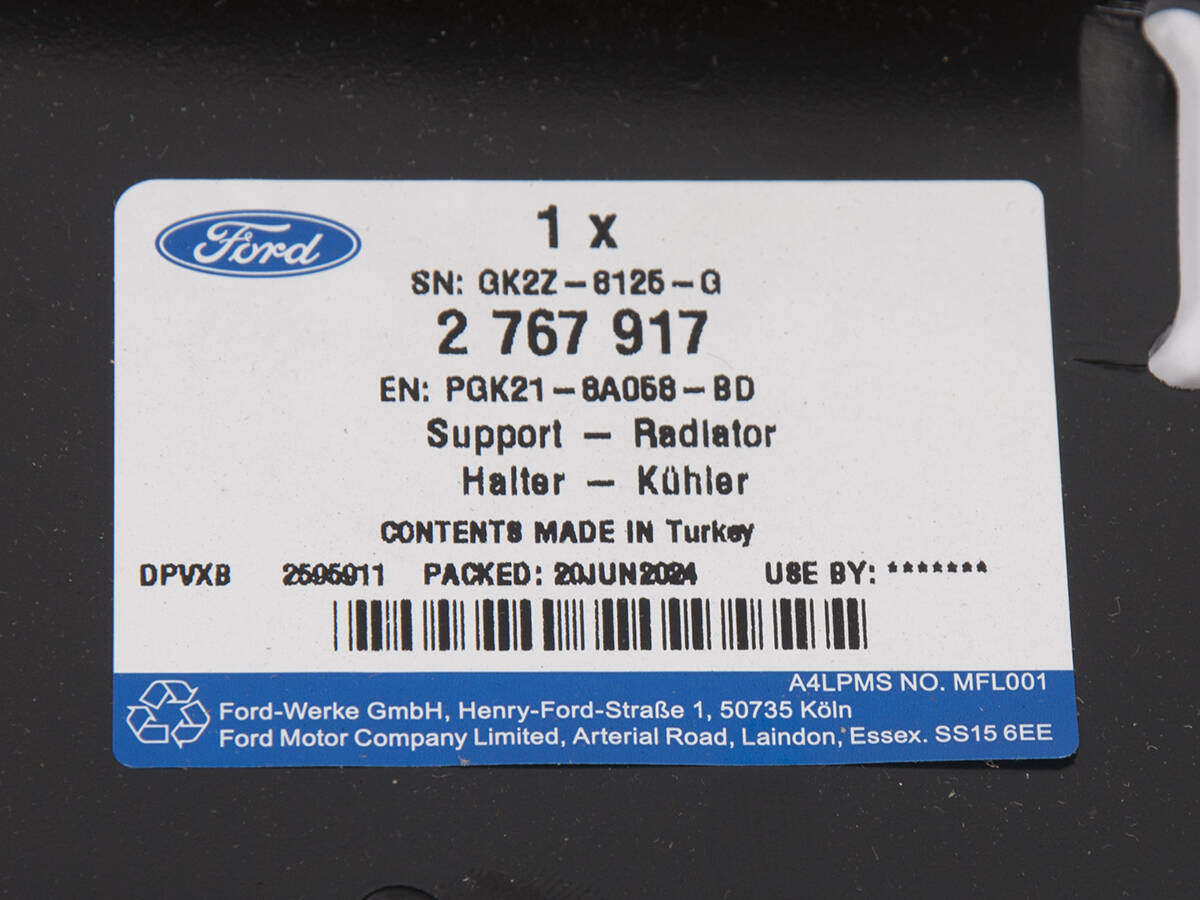 Ford
1 x
SN: GK2Z-8125-G
2 767 917
EN: PGK21-8A058-BD
Support - Radiator
Halter - Kühler
CONTENTS MADE IN Turkey
DPVXB 2595911 PACKED: 20JUN2024 USE BY: *******
A4LPMS NO. MFL001
Ford-Werke GmbH, Henry-Ford-Straße 1, 50735 Köln
Ford Motor Company Limited, Arterial Road, Laindon, Essex. SS15 6EE